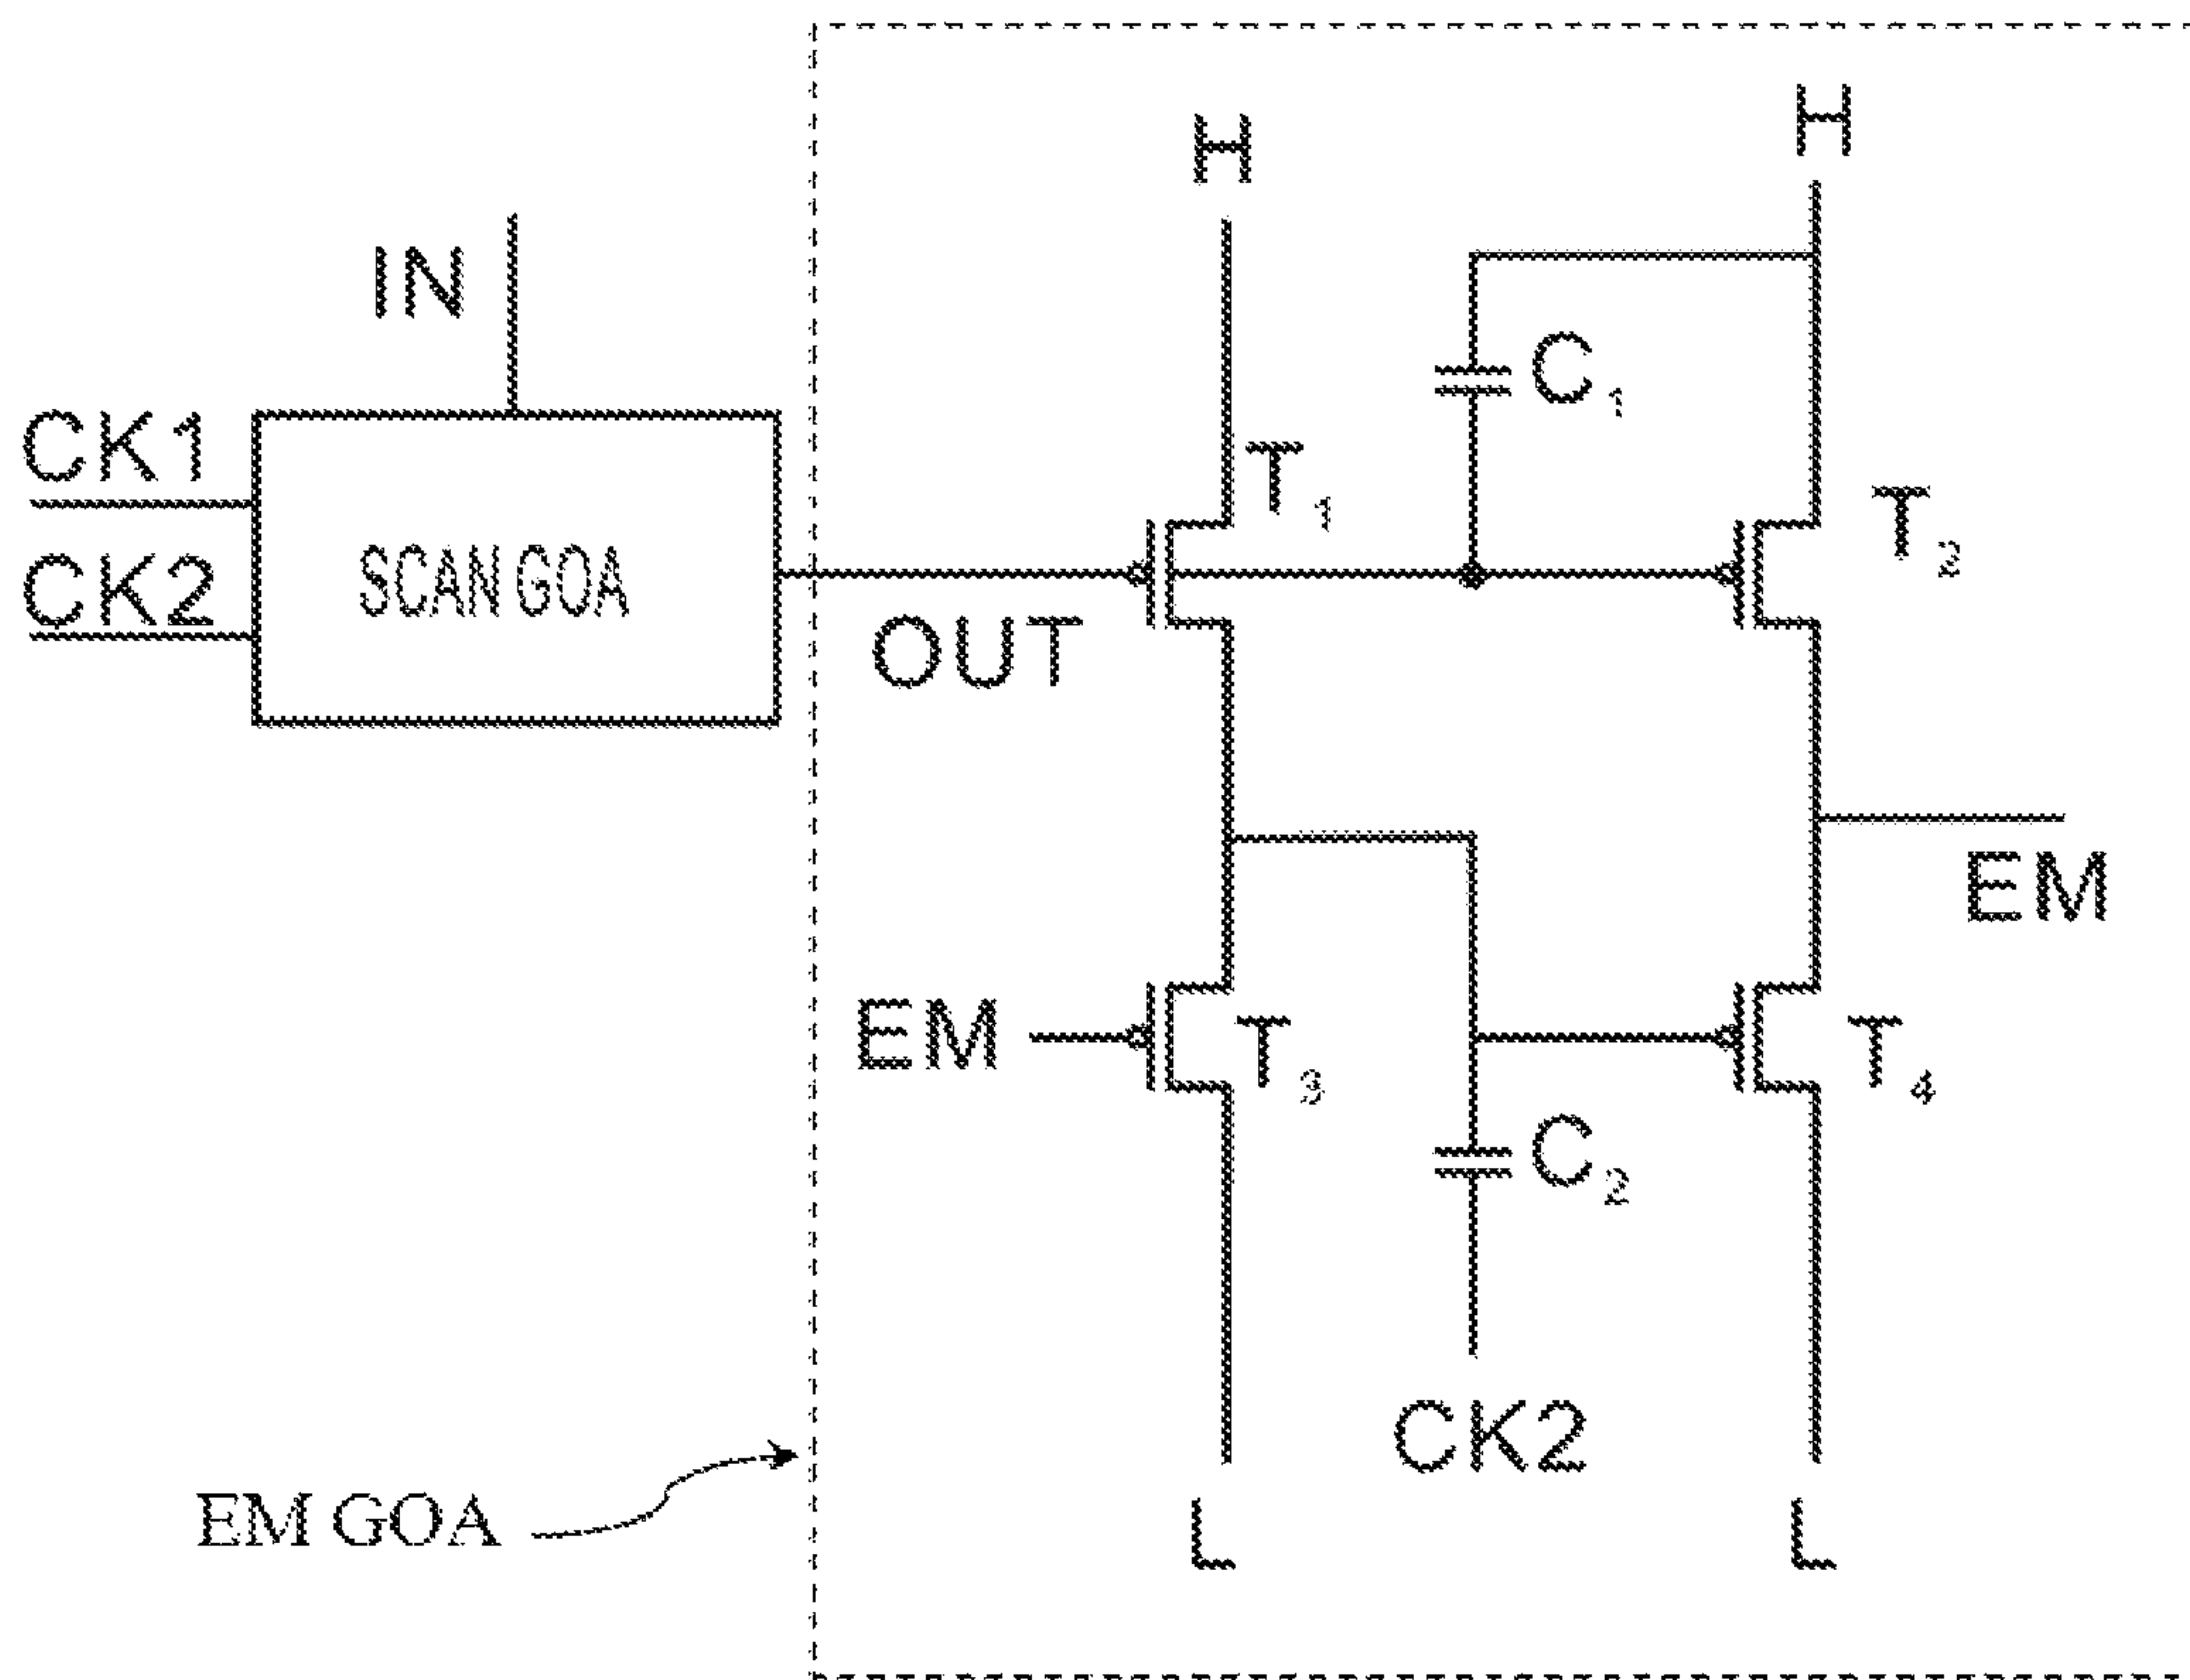 H
H
IN
C₁
CK1
T₁
T₂
CK2
SCAN GOA
OUT
EM
EM
T₃
T₄
C₂
CK2
EM GOA
L
L